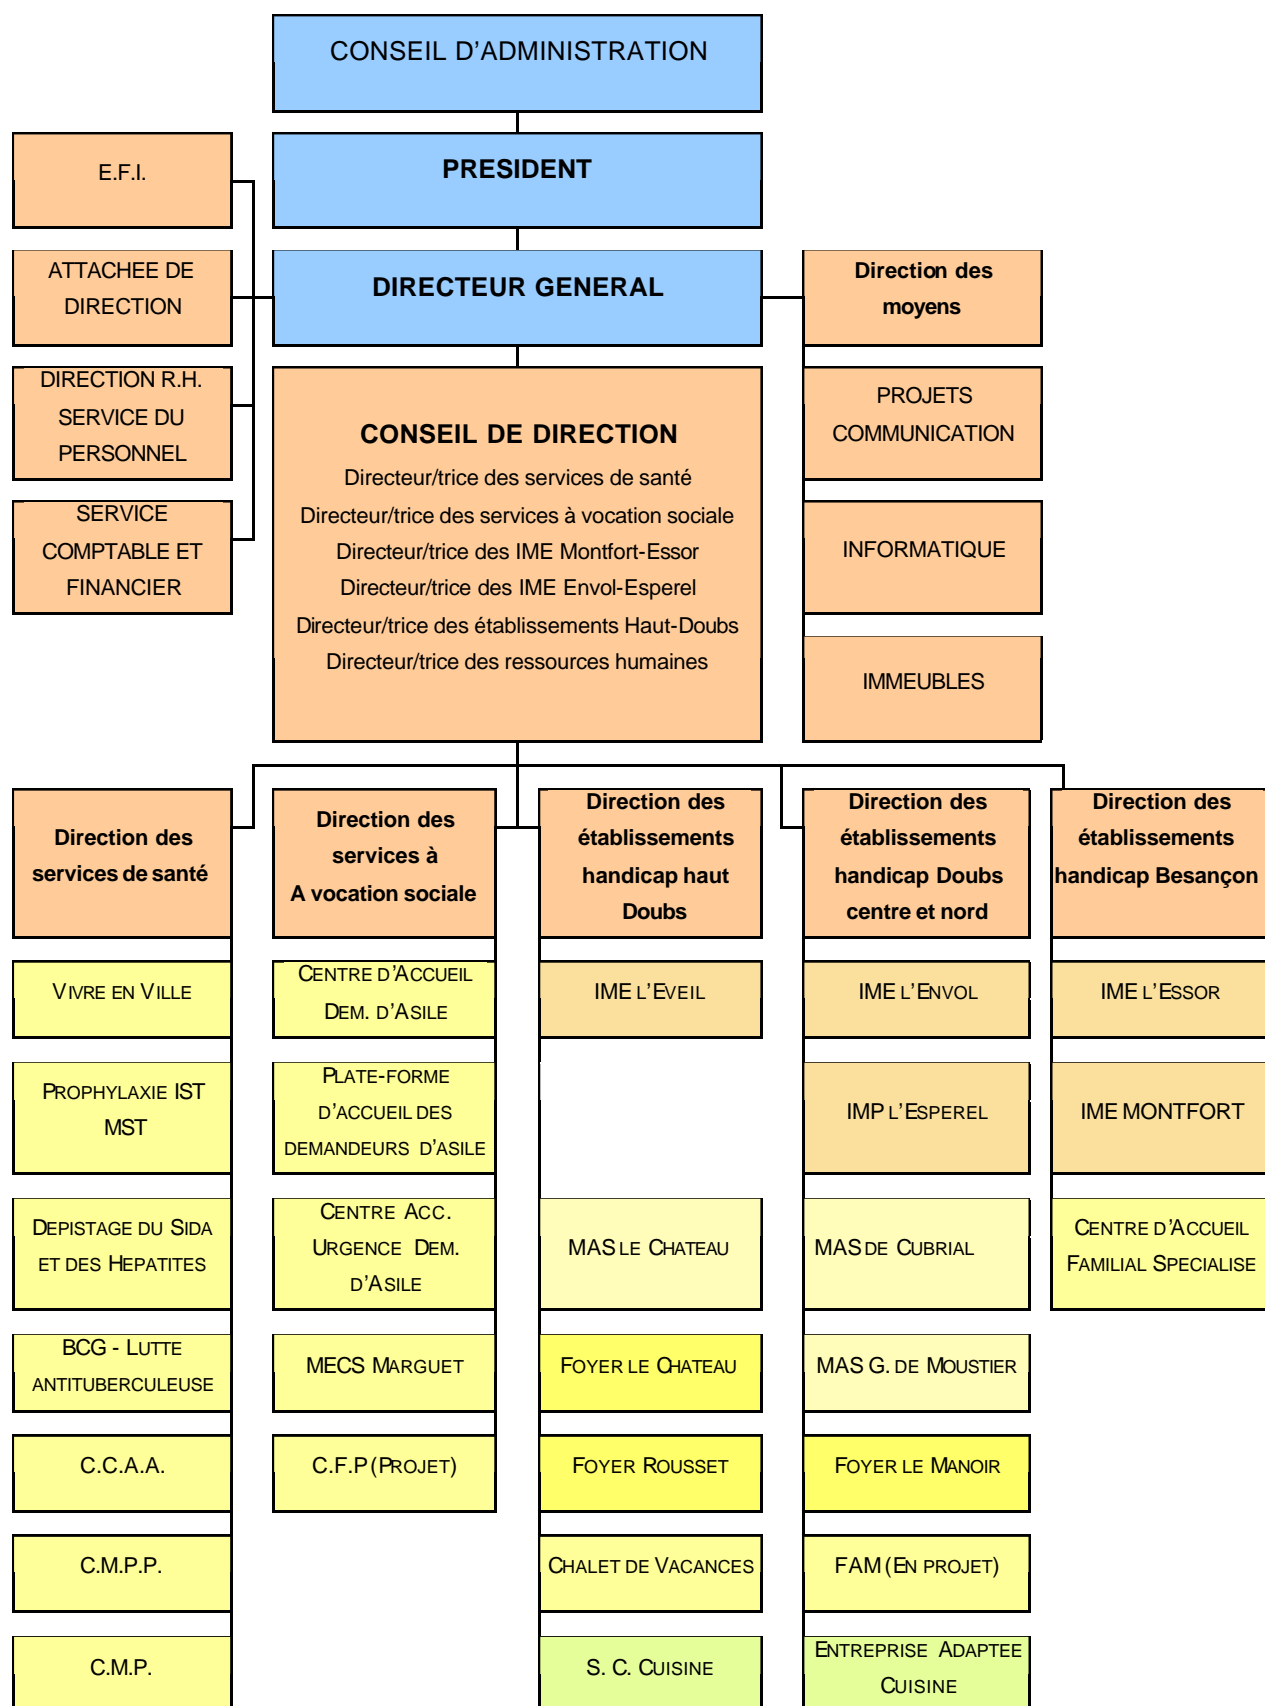 CONSEIL D'ADMINISTRATION
E.F.I.
PRESIDENT
ATTACHEE DE
DIRECTION
DIRECTEUR GENERAL
Direction des
moyens
DIRECTION R.H.
SERVICE DU
PERSONNEL
SERVICE
COMPTABLE ET
FINANCIER
CONSEIL DE DIRECTION
Directeur/trice des services de santé
Directeur/trice des services à vocation sociale
Directeur/trice des IME Montfort-Essor
Directeur/trice des IME Envol-Esperel
Directeur/trice des établissements Haut-Doubs
Directeur/trice des ressources humaines
PROJETS
COMMUNICATION
INFORMATIQUE
IMMEUBLES
Direction des
services de santé
Direction des
services à
A vocation sociale
Direction des
établissements
handicap haut
Doubs
Direction des
établissements
handicap Doubs
centre et nord
Direction des
établissements
handicap Besançon
VIVRE EN VILLE
CENTRE D'ACCUEIL
DEM. D'ASILE
IME L'EVEIL
IME L'ENVOL
IME L'ESSOR
PROPHYLAXIE IST
MST
PLATE-FORME
D'ACCUEIL DES
DEMANDEURS D'ASILE
IMP L'ESPEREL
IME MONTFORT
DEPISTAGE DU SIDA
ET DES HEPATITES
CENTRE ACC.
URGENCE DEM.
D'ASILE
MAS LE CHATEAU
MAS DE CUBRIAL
CENTRE D'ACCUEIL
FAMILIAL SPECIALISE
BCG - LUTTE
ANTITUBERCULEUSE
MECS MARGUET
FOYER LE CHATEAU
MAS G. DE MOUSTIER
C.C.A.A.
C.F.P (PROJET)
FOYER ROUSSET
FOYER LE MANOIR
C.M.P.P.
CHALET DE VACANCES
FAM (EN PROJET)
C.M.P.
S. C. CUISINE
ENTREPRISE ADAPTEE
CUISINE